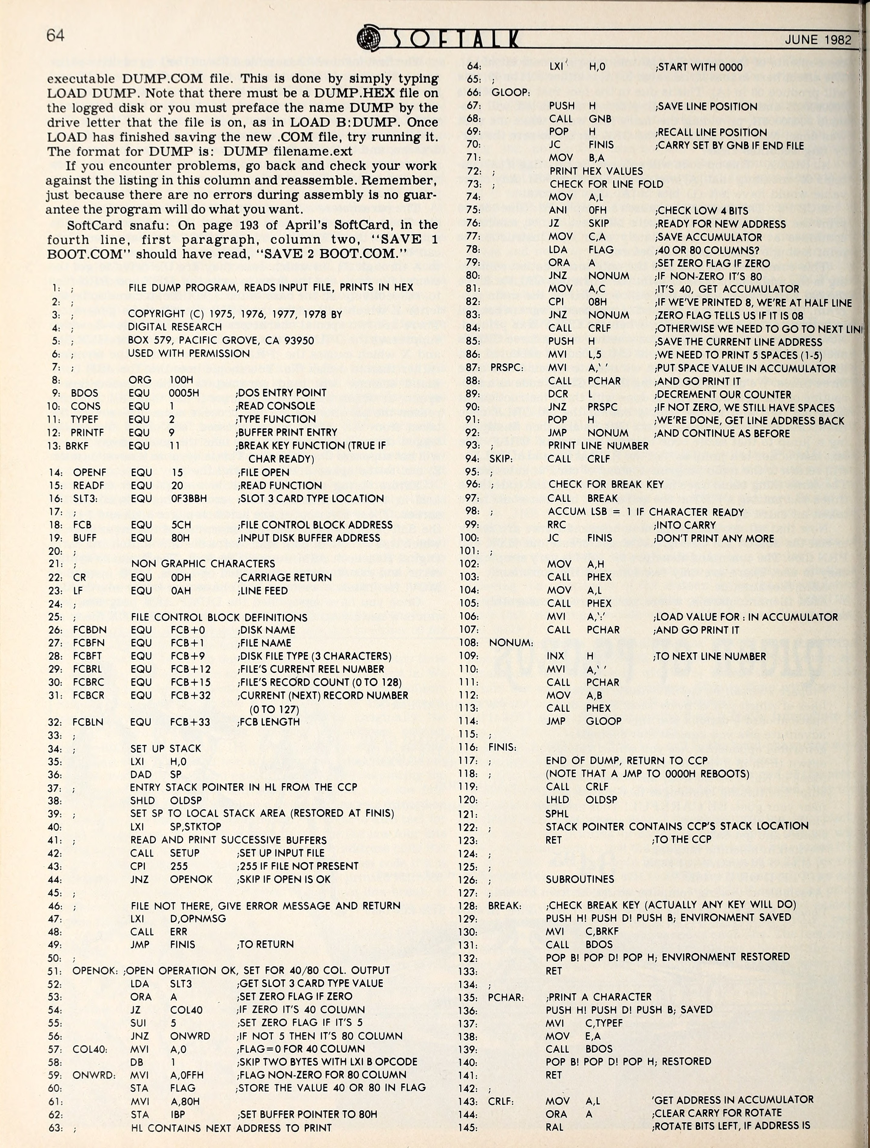 64
SOFTALK
JUNE 1982
executable DUMP.COM file. This is done by simply typing
LOAD DUMP. Note that there must be a DUMP.HEX file on
the logged disk or you must preface the name DUMP by the
drive letter that the file is on, as in LOAD B:DUMP. Once
LOAD has finished saving the new .COM file, try running it.
The format for DUMP is: DUMP filename.ext
If you encounter problems, go back and check your work
against the listing in this column and reassemble. Remember,
just because there are no errors during assembly is no guar-
antee the program will do what you want.
SoftCard snafu: On page 193 of April's SoftCard, in the
fourth line, first paragraph, column two, "SAVE 1
BOOT.COM" should have read, "SAVE 2 BOOT.COM."
1: ; FILE DUMP PROGRAM, READS INPUT FILE, PRINTS IN HEX
2: ;
3: ; COPYRIGHT (C) 1975, 1976, 1977, 1978 BY
4: ; DIGITAL RESEARCH
5: ; BOX 579, PACIFIC GROVE, CA 93950
6: ; USED WITH PERMISSION
7: ;
8: ORG 100H
9: BDOS EQU 0005H ;DOS ENTRY POINT
10: CONS EQU 1 ;READ CONSOLE
11: TYPEF EQU 2 ;TYPE FUNCTION
12: PRINTF EQU 9 ;BUFFER PRINT ENTRY
13: BRKF EQU 11 ;BREAK KEY FUNCTION (TRUE IF
CHAR READY)
14: OPENF EQU 15 ;FILE OPEN
15: READF EQU 20 ;READ FUNCTION
16: SLT3: EQU 0F3BBH ;SLOT 3 CARD TYPE LOCATION
17: ;
18: FCB EQU 5CH ;FILE CONTROL BLOCK ADDRESS
19: BUFF EQU 80H ;INPUT DISK BUFFER ADDRESS
20: ;
21: ; NON GRAPHIC CHARACTERS
22: CR EQU 0DH ;CARRIAGE RETURN
23: LF EQU 0AH ;LINE FEED
24: ;
25: ; FILE CONTROL BLOCK DEFINITIONS
26: FCBDN EQU FCB+0 ;DISK NAME
27: FCBFN EQU FCB+1 ;FILE NAME
28: FCBFT EQU FCB+9 ;DISK FILE TYPE (3 CHARACTERS)
29: FCBRL EQU FCB+12 ;FILE'S CURRENT REEL NUMBER
30: FCBRC EQU FCB+15 ;FILE'S RECORD COUNT (0 TO 128)
31: FCBCR EQU FCB+32 ;CURRENT (NEXT) RECORD NUMBER
(0 TO 127)
32: FCBLN EQU FCB+33 ;FCB LENGTH
33: ;
34: ; SET UP STACK
35: LXI H,0
36: DAD SP
37: ; ENTRY STACK POINTER IN HL FROM THE CCP
38: SHLD OLDSP
39: ; SET SP TO LOCAL STACK AREA (RESTORED AT FINIS)
40: LXI SP,STKTOP
41: ; READ AND PRINT SUCCESSIVE BUFFERS
42: CALL SETUP ;SET UP INPUT FILE
43: CPI 255 ;255 IF FILE NOT PRESENT
44: JNZ OPENOK ;SKIP IF OPEN IS OK
45: ;
46: ; FILE NOT THERE, GIVE ERROR MESSAGE AND RETURN
47: LXI D,OPNMSG
48: CALL ERR
49: JMP FINIS ;TO RETURN
50: ;
51: OPENOK: ;OPEN OPERATION OK, SET FOR 40/80 COL. OUTPUT
52: LDA SLT3 ;GET SLOT 3 CARD TYPE VALUE
53: ORA A ;SET ZERO FLAG IF ZERO
54: JZ COL40 ;IF ZERO IT'S 40 COLUMN
55: SUI 5 ;SET ZERO FLAG IF IT'S 5
56: JNZ ONWRD ;IF NOT 5 THEN IT'S 80 COLUMN
57: COL40: MVI A,0 ;FLAG=0 FOR 40 COLUMN
58: DB 1 ;SKIP TWO BYTES WITH LXI B OPCODE
59: ONWRD: MVI A,0FFH ;FLAG NON-ZERO FOR 80 COLUMN
60: STA FLAG ;STORE THE VALUE 40 OR 80 IN FLAG
61: MVI A,80H
62: STA IBP ;SET BUFFER POINTER TO 80H
63: ; HL CONTAINS NEXT ADDRESS TO PRINT
64: LXI H,0 ;START WITH 0000
65: ;
66: GLOOP:
67: PUSH H ;SAVE LINE POSITION
68: CALL GNB
69: POP H ;RECALL LINE POSITION
70: JC FINIS ;CARRY SET BY GNB IF END FILE
71: MOV B,A
72: ; PRINT HEX VALUES
73: ; CHECK FOR LINE FOLD
74: MOV A,L
75: ANI 0FH ;CHECK LOW 4 BITS
76: JZ SKIP ;READY FOR NEW ADDRESS
77: MOV C,A ;SAVE ACCUMULATOR
78: LDA FLAG ;40 OR 80 COLUMNS?
79: ORA A ;SET ZERO FLAG IF ZERO
80: JNZ NONUM ;IF NON-ZERO IT'S 80
81: MOV A,C ;IT'S 40, GET ACCUMULATOR
82: CPI 08H ;IF WE'VE PRINTED 8, WE'RE AT HALF LINE
83: JNZ NONUM ;ZERO FLAG TELLS US IF IT IS 08
84: CALL CRLF ;OTHERWISE WE NEED TO GO TO NEXT LIN
85: PUSH H ;SAVE THE CURRENT LINE ADDRESS
86: MVI L,5 ;WE NEED TO PRINT 5 SPACES (1-5)
87: PRSPC: MVI A,' ' ;PUT SPACE VALUE IN ACCUMULATOR
88: CALL PCHAR ;AND GO PRINT IT
89: DCR L ;DECREMENT OUR COUNTER
90: JNZ PRSPC ;IF NOT ZERO, WE STILL HAVE SPACES
91: POP H ;WE'RE DONE, GET LINE ADDRESS BACK
92: JMP NONUM ;AND CONTINUE AS BEFORE
93: ; PRINT LINE NUMBER
94: SKIP: CALL CRLF
95: ;
96: ; CHECK FOR BREAK KEY
97: CALL BREAK
98: ; ACCUM LSB = 1 IF CHARACTER READY
99: RRC ;INTO CARRY
100: JC FINIS ;DON'T PRINT ANY MORE
101: ;
102: MOV A,H
103: CALL PHEX
104: MOV A,L
105: CALL PHEX
106: MVI A,':' ;LOAD VALUE FOR : IN ACCUMULATOR
107: CALL PCHAR ;AND GO PRINT IT
108: NONUM:
109: INX H ;TO NEXT LINE NUMBER
110: MVI A,' '
111: CALL PCHAR
112: MOV A,B
113: CALL PHEX
114: JMP GLOOP
115: ;
116: FINIS:
117: ; END OF DUMP, RETURN TO CCP
118: ; (NOTE THAT A JMP TO 0000H REBOOTS)
119: CALL CRLF
120: LHLD OLDSP
121: SPHL
122: ; STACK POINTER CONTAINS CCP'S STACK LOCATION
123: RET ;TO THE CCP
124: ;
125: ;
126: ; SUBROUTINES
127: ;
128: BREAK: ;CHECK BREAK KEY (ACTUALLY ANY KEY WILL DO)
129: PUSH H! PUSH D! PUSH B; ENVIRONMENT SAVED
130: MVI C,BRKF
131: CALL BDOS
132: POP B! POP D! POP H; ENVIRONMENT RESTORED
133: RET
134: ;
135: PCHAR: ;PRINT A CHARACTER
136: PUSH H! PUSH D! PUSH B; SAVED
137: MVI C,TYPEF
138: MOV E,A
139: CALL BDOS
140: POP B! POP D! POP H; RESTORED
141: RET
142: ;
143: CRLF: MOV A,L 'GET ADDRESS IN ACCUMULATOR
144: ORA A ;CLEAR CARRY FOR ROTATE
145: RAL ;ROTATE BITS LEFT, IF ADDRESS IS